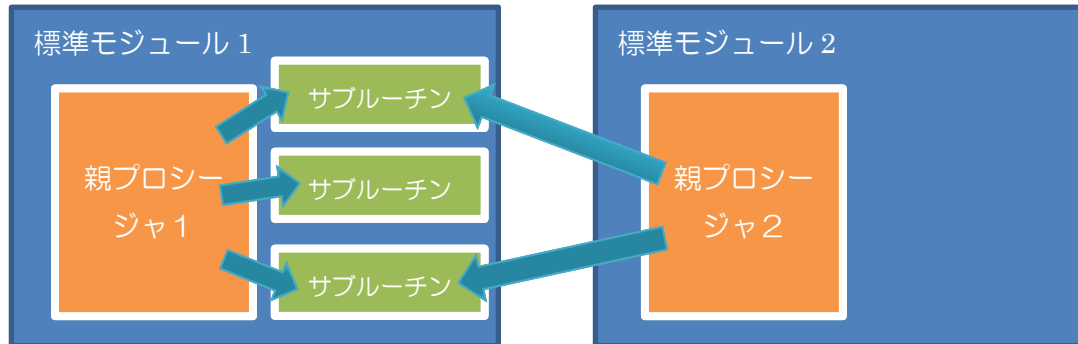 標準モジュール 1
サブルーチン
親プロシー
ジャ１
サブルーチン
サブルーチン
標準モジュール 2
親プロシー
ジャ２